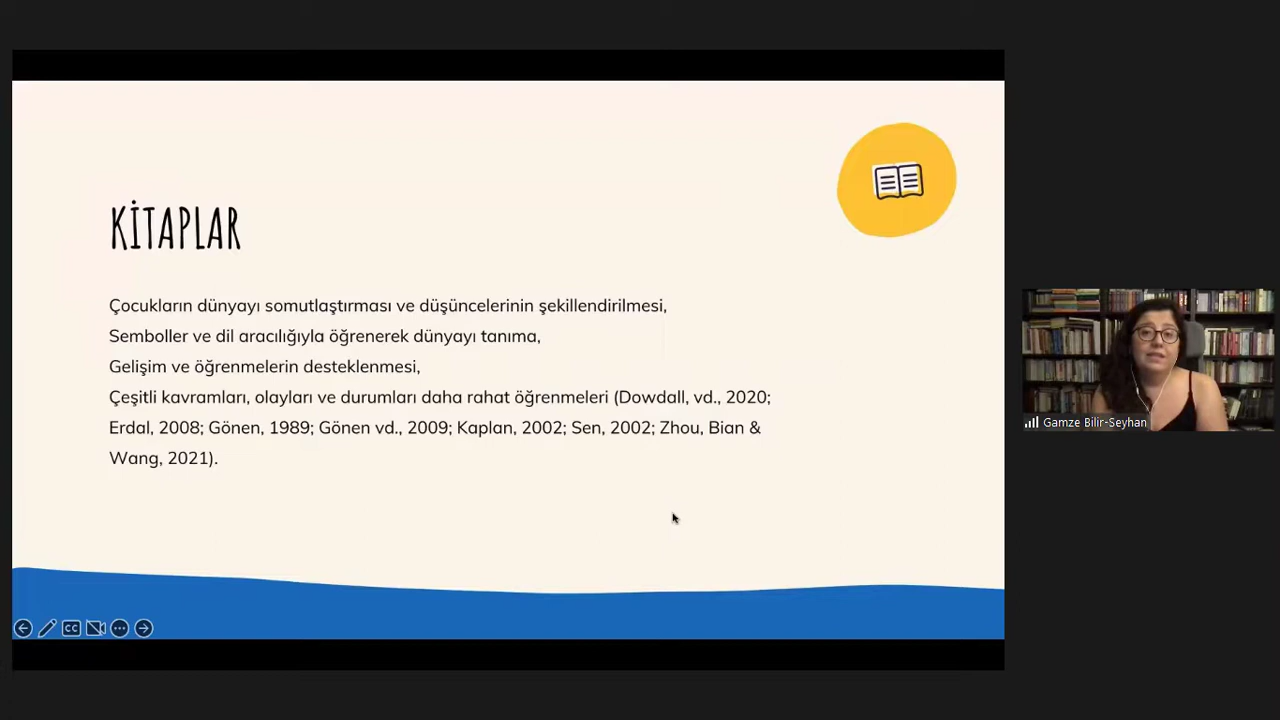 KİTAPLAR
Çocukların dünyayı somutlaştırması ve düşüncelerinin şekillendirilmesi,
Semboller ve dil aracılığıyla öğrenerek dünyayı tanıma,
Gelişim ve öğrenmelerin desteklenmesi,
Çeşitli kavramları, olayları ve durumları daha rahat öğrenmeleri (Dowdall, vd., 2020;
Erdal, 2008; Gönen, 1989; Gönen vd., 2009; Kaplan, 2002; Sen, 2002; Zhou, Bian &
Wang, 2021).
Gamze Bilir-Seyhan
CC